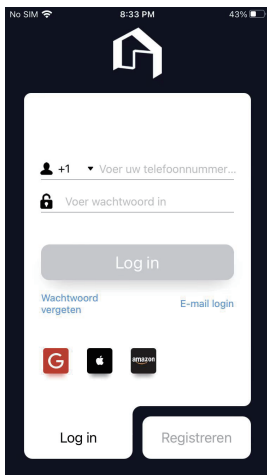 No SIM 8:33 PM 43%
+1 Voer uw telefoonnummer...
Voer wachtwoord in
Log in
Wachtwoord
vergeten
E-mail login
G
amazon
Log in
Registreren